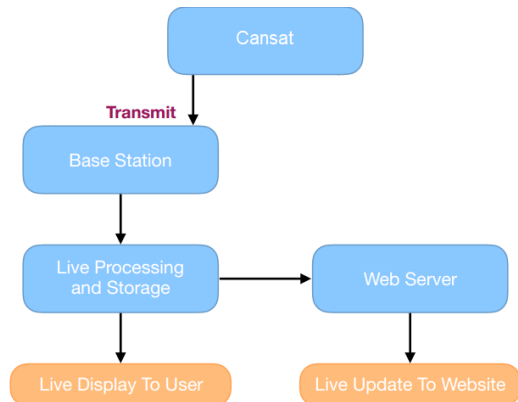 Cansat
Transmit
Base Station
Live Processing
and Storage
Web Server
Live Display To User
Live Update To Website